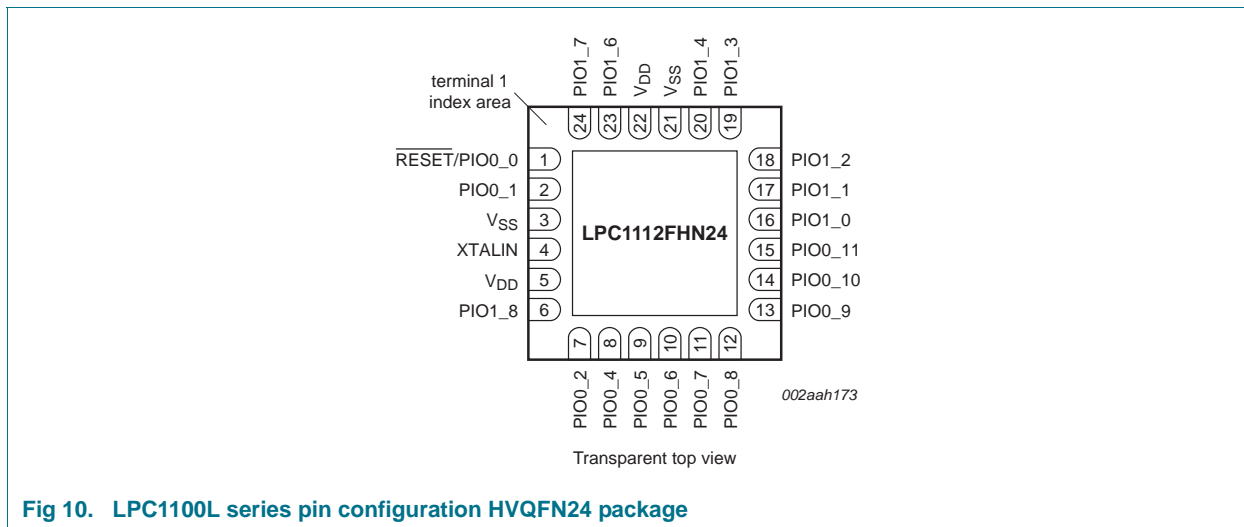 PIO1_7
PIO1_6
VDD
VSS
PIO1_4
PIO1_3
terminal 1
index area
24
23
22
21
20
19
RESET/PIO0_0 1
PIO0_1 2
VSS 3
XTALIN 4
VDD 5
PIO1_8 6
LPC1112FHN24
18 PIO1_2
17 PIO1_1
16 PIO1_0
15 PIO0_11
14 PIO0_10
13 PIO0_9
7
8
9
10
11
12
PIO0_2
PIO0_4
PIO0_5
PIO0_6
PIO0_7
PIO0_8
002aah173
Transparent top view
Fig 10. LPC1100L series pin configuration HVQFN24 package